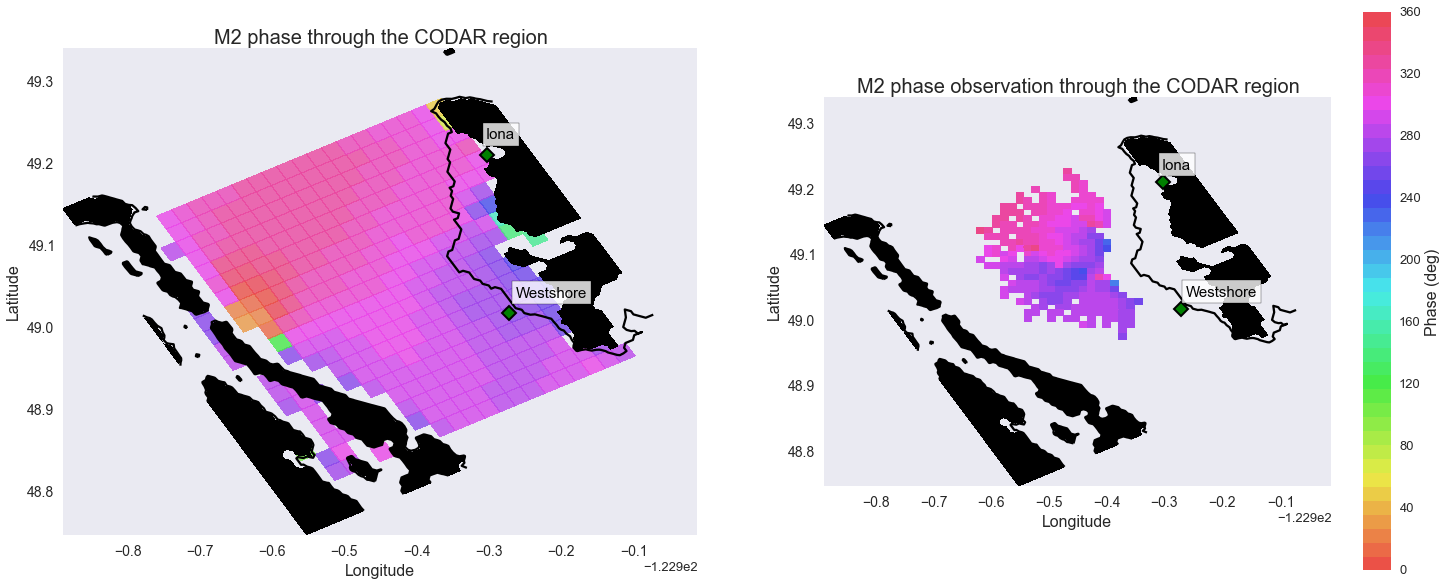 M2 phase through the CODAR region
49.3
49.2
49.1
49.0
48.9
48.8
Latitude
Iona
Westshore
−0.8 −0.7 −0.6 −0.5 −0.4 −0.3 −0.2 −0.1
−1.229e2
Longitude
M2 phase observation through the CODAR region
49.3
49.2
49.1
49.0
48.9
48.8
Latitude
Iona
Westshore
−0.8 −0.7 −0.6 −0.5 −0.4 −0.3 −0.2 −0.1
−1.229e2
Longitude
360
320
280
240
200
160
120
80
40
0
Phase (deg)